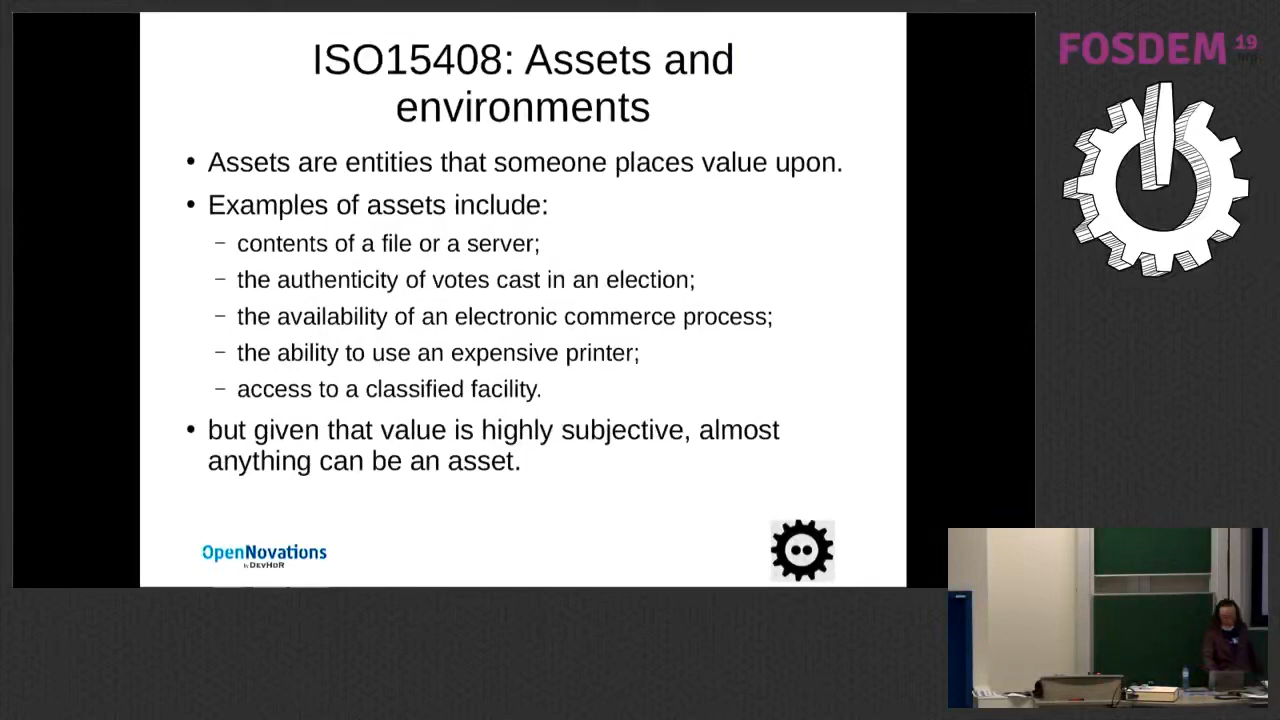 ISO15408: Assets and
environments
• Assets are entities that someone places value upon.
• Examples of assets include:
– contents of a file or a server;
– the authenticity of votes cast in an election;
– the availability of an electronic commerce process;
– the ability to use an expensive printer;
– access to a classified facility.
• but given that value is highly subjective, almost
anything can be an asset.
OpenNovations
by DEVHDR
FOSDEM 19
.org